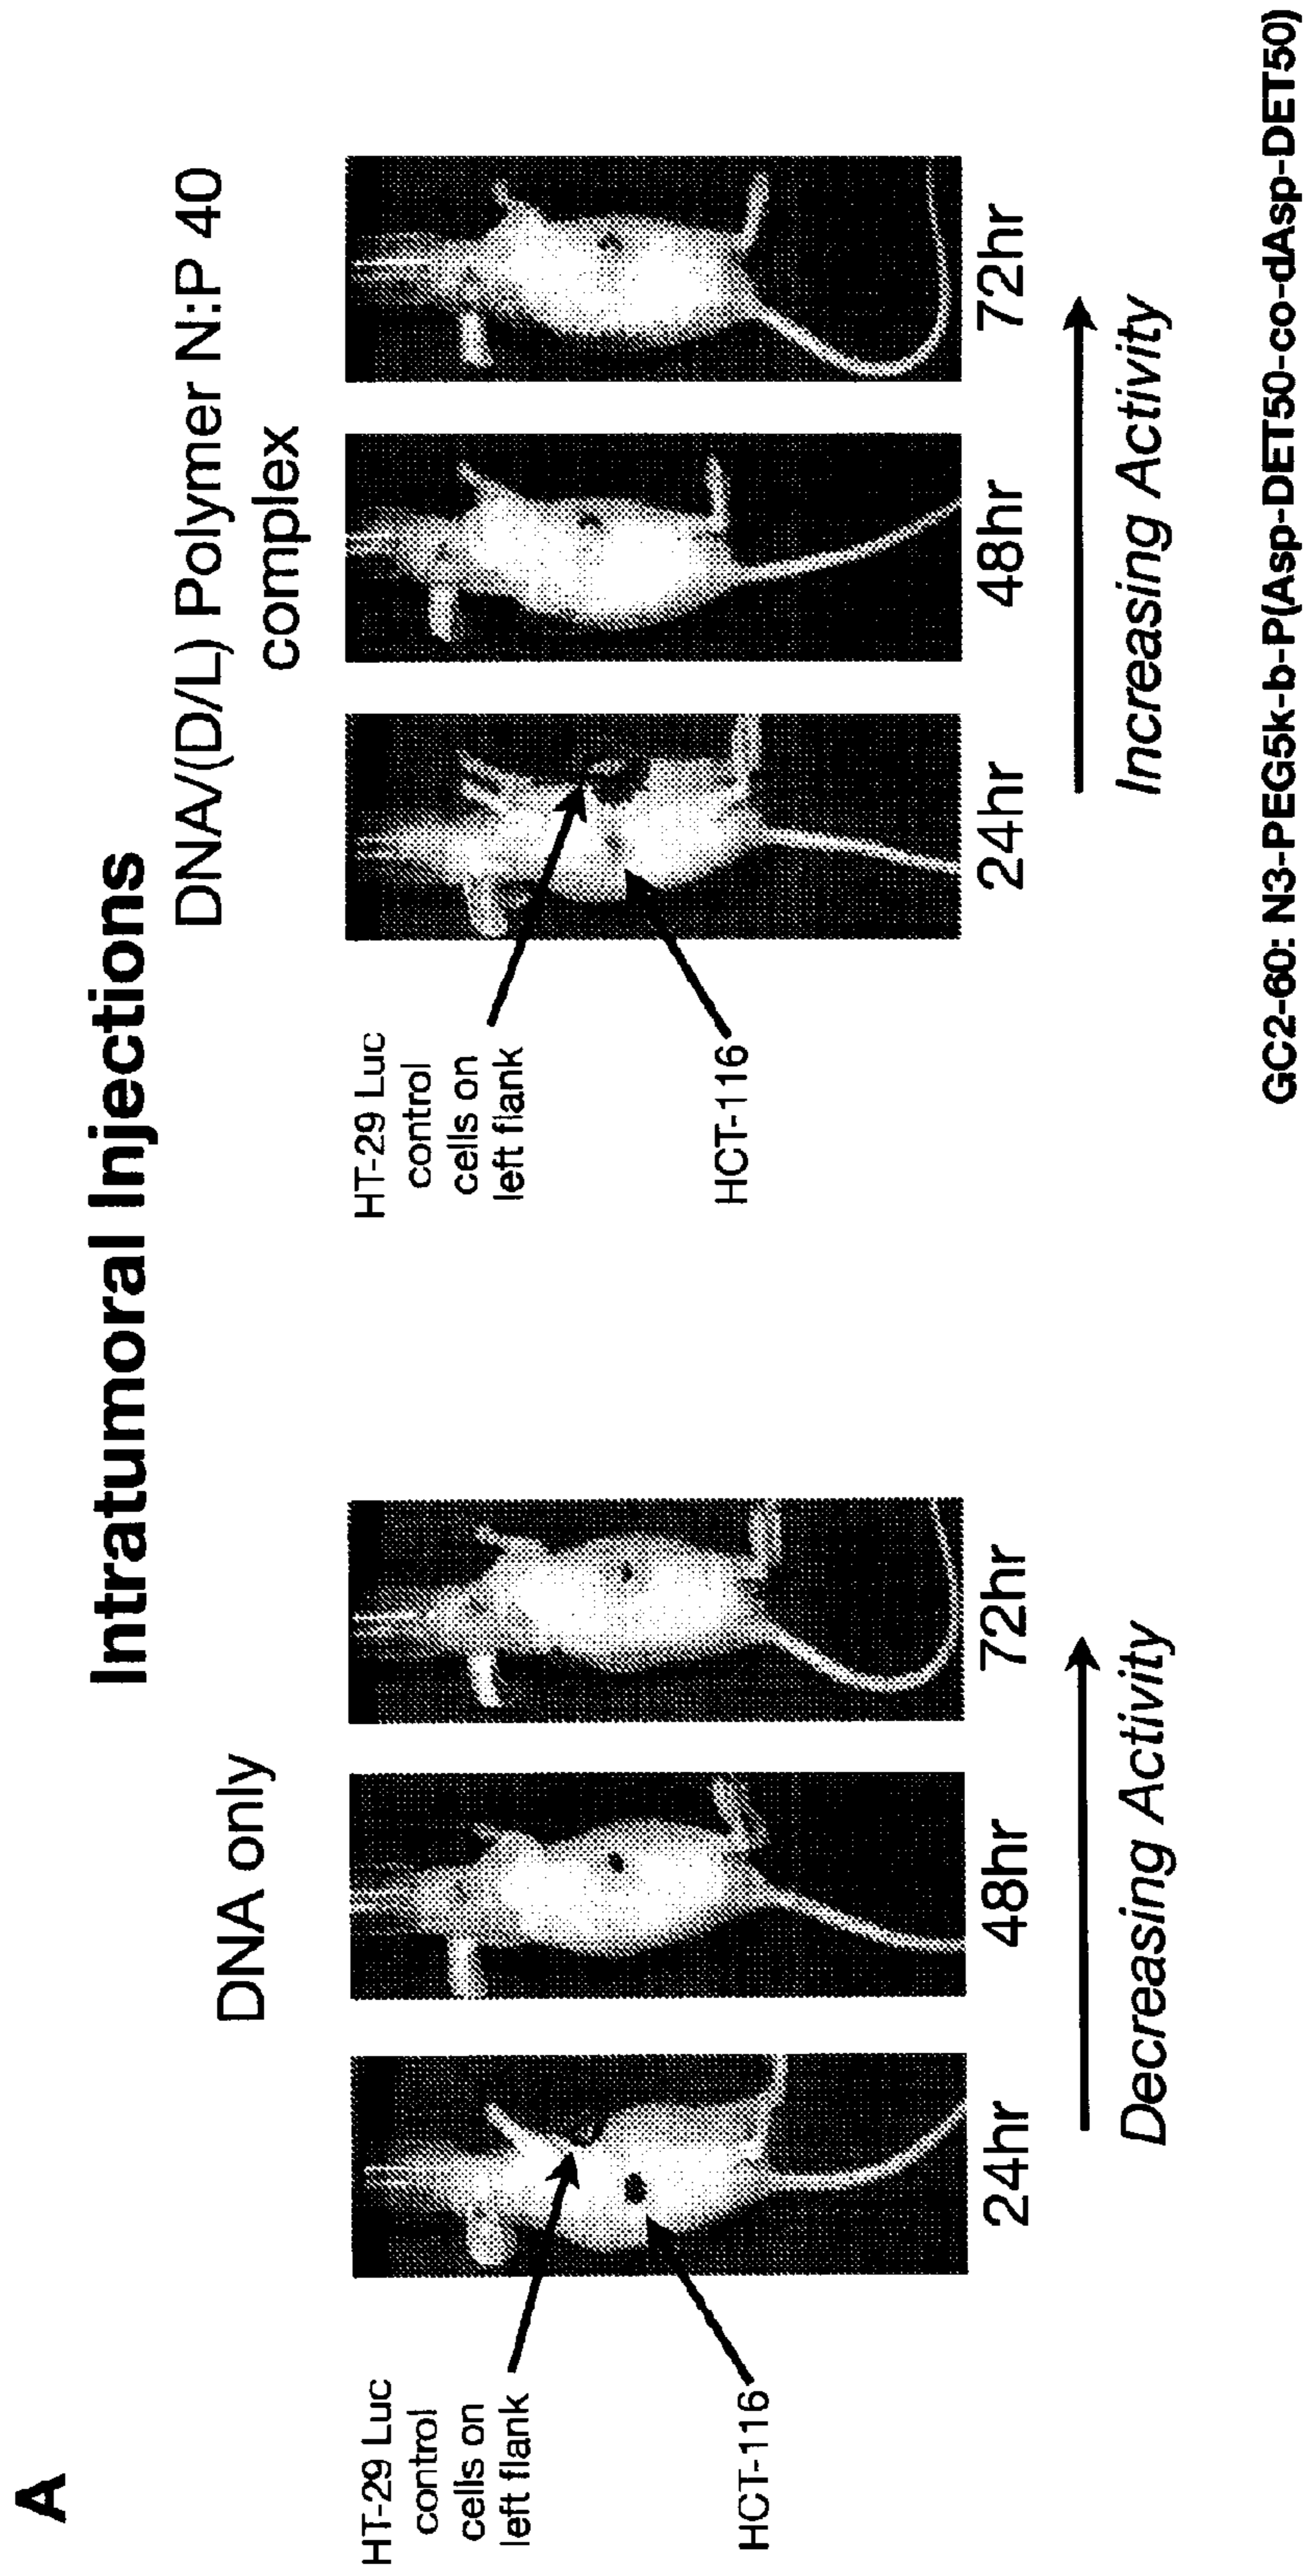 A
Intratumoral Injections
DNA only
HT-29 Luc
control
cells on
left flank
HCT-116
24hr
48hr
72hr
Decreasing Activity
DNA/(D/L) Polymer N:P 40
complex
HT-29 Luc
control
cells on
left flank
HCT-116
24hr
48hr
72hr
Increasing Activity
GC2-60: N3-PEG5k-b-P(Asp-DET50-co-dAsp-DET50)